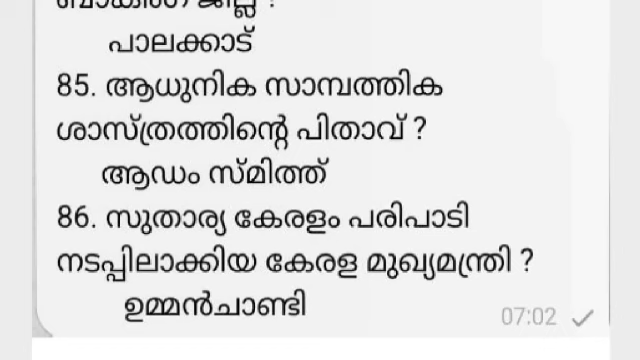 ബാങ്കിംഗ് ജില്ല ?
പാലക്കാട്
85. ആധുനിക സാമ്പത്തിക
ശാസ്ത്രത്തിന്റെ പിതാവ് ?
ആഡം സ്മിത്ത്
86. സുതാര്യ കേരളം പരിപാടി
നടപ്പിലാക്കിയ കേരള മുഖ്യമന്ത്രി ?
ഉമ്മൻചാണ്ടി
07:02